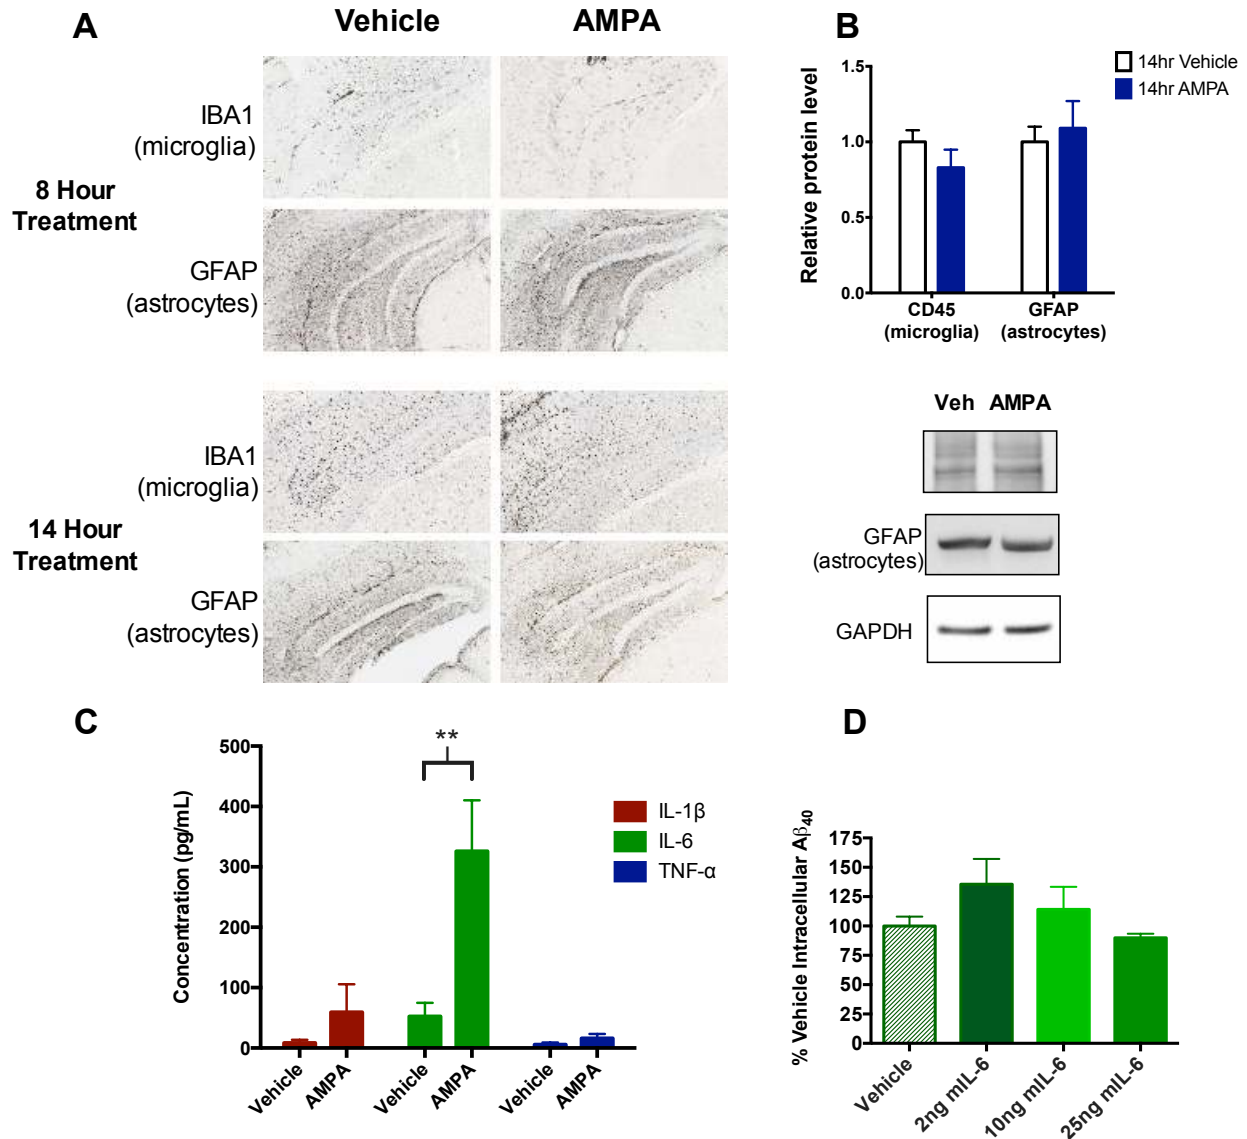 A
Vehicle
AMPA
IBA1
(microglia)
8 Hour
Treatment
GFAP
(astrocytes)
IBA1
(microglia)
14 Hour
Treatment
GFAP
(astrocytes)
B
14hr Vehicle
14hr AMPA
Relative protein level
1.5
1.0
0.5
0.0
CD45
(microglia)
GFAP
(astrocytes)
Veh AMPA
GFAP
(astrocytes)
GAPDH
C
**
Concentration (pg/mL)
500
400
300
200
100
0
IL-1β
IL-6
TNF-α
Vehicle
AMPA
Vehicle
AMPA
Vehicle
AMPA
D
% Vehicle Intracellular Aβ40
175
150
125
100
75
50
25
0
Vehicle
2ng mIL-6
10ng mIL-6
25ng mIL-6